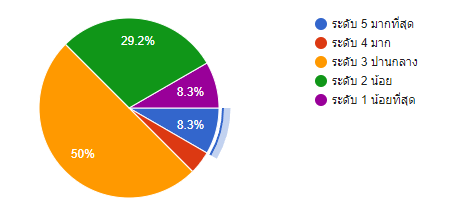 29.2%
8.3%
8.3%
50%
ระดับ 5 มากที่สุด
ระดับ 4 มาก
ระดับ 3 ปานกลาง
ระดับ 2 น้อย
ระดับ 1 น้อยที่สุด